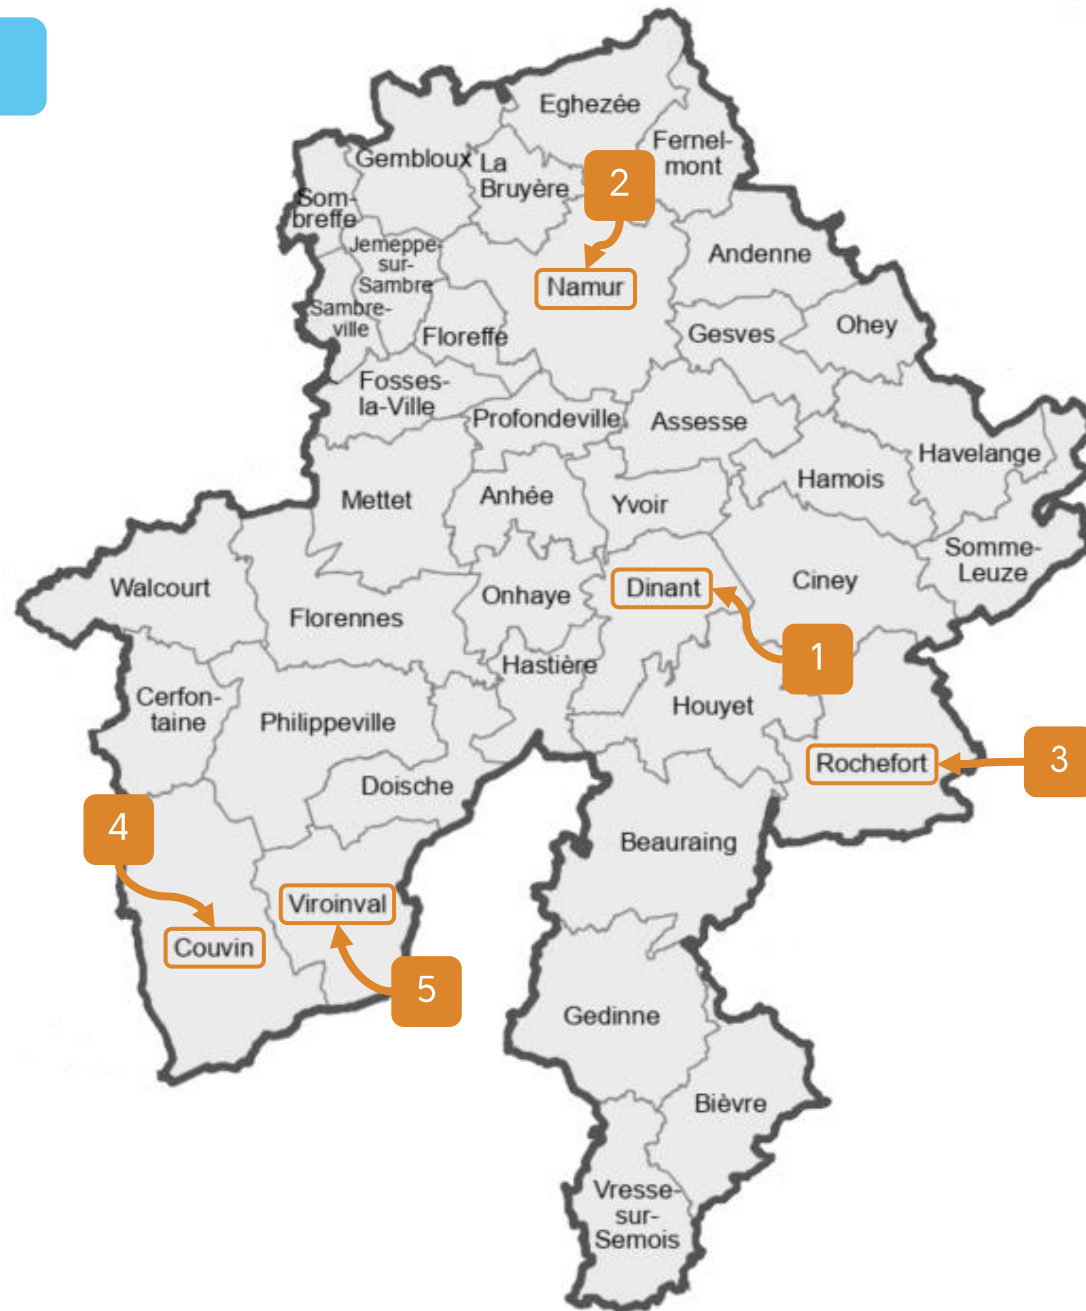 Eghezée
Fernel-
mont
Gembloux
La
Bruyère
2
Som-
breffe
Jemeppe-
sur-
Sambre
Andenne
Namur
Sambre-
ville
Floreffe
Gesves
Ohey
Fosses-
la-Ville
Profondeville
Assesse
Havelange
Hamois
Mettet
Anhée
Yvoir
Somme-
Leuze
Walcourt
Florennes
Onhaye
Dinant
Ciney
1
Hastière
Cerfon-
taine
Philippeville
Houyet
Rochefort
3
Doische
4
Beauraing
Viroinval
Couvin
5
Gedinne
Bièvre
Vresse-
sur-
Semois